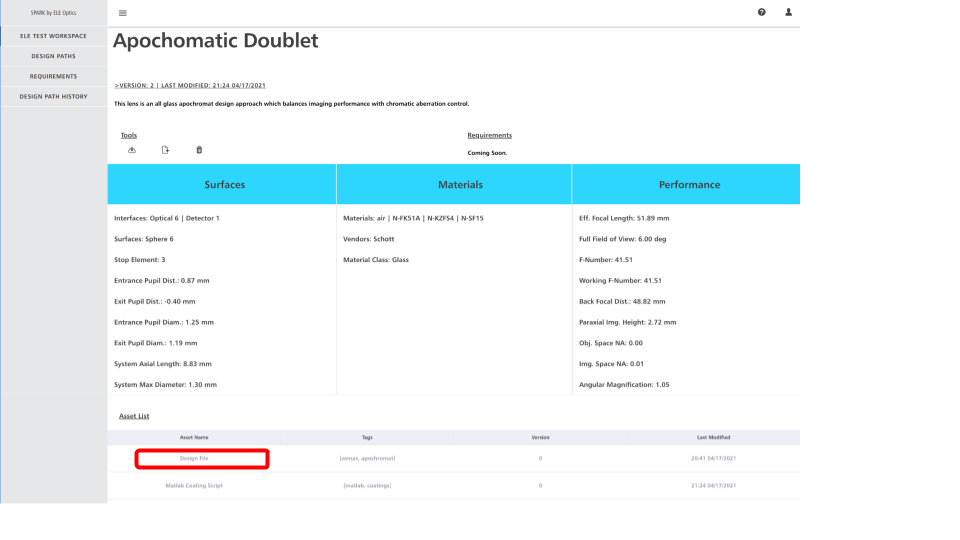 SPARK by ELE Optics
ELE TEST WORKSPACE
DESIGN PATHS
REQUIREMENTS
DESIGN PATH HISTORY
Apochomatic Doublet
>VERSION: 2 | LAST MODIFIED: 21:24 04/17/2021
This lens is an all glass apochromat design approach which balances imaging performance with chromatic aberration control.
Tools
Requirements
Coming Soon.
Surfaces
Materials
Performance
Interfaces: Optical 6 | Detector 1
Surfaces: Sphere 6
Stop Element: 3
Entrance Pupil Dist.: 0.87 mm
Exit Pupil Dist.: -0.40 mm
Entrance Pupil Diam.: 1.25 mm
Exit Pupil Diam.: 1.19 mm
System Axial Length: 8.83 mm
System Max Diameter: 1.30 mm
Materials: air | N-FK51A | N-KZFS4 | N-SF15
Vendors: Schott
Material Class: Glass
Eff. Focal Length: 51.89 mm
Full Field of View: 6.00 deg
F-Number: 41.51
Working F-Number: 41.51
Back Focal Dist.: 48.82 mm
Paraxial Img. Height: 2.72 mm
Obj. Space NA: 0.00
Img. Space NA: 0.01
Angular Magnification: 1.05
Asset List
Asset Name Tags Version Last Modified
Design File [zemax, apochromat] 0 20:41 04/17/2021
Matlab Coating Script [matlab, coatings] 0 21:24 04/17/2021